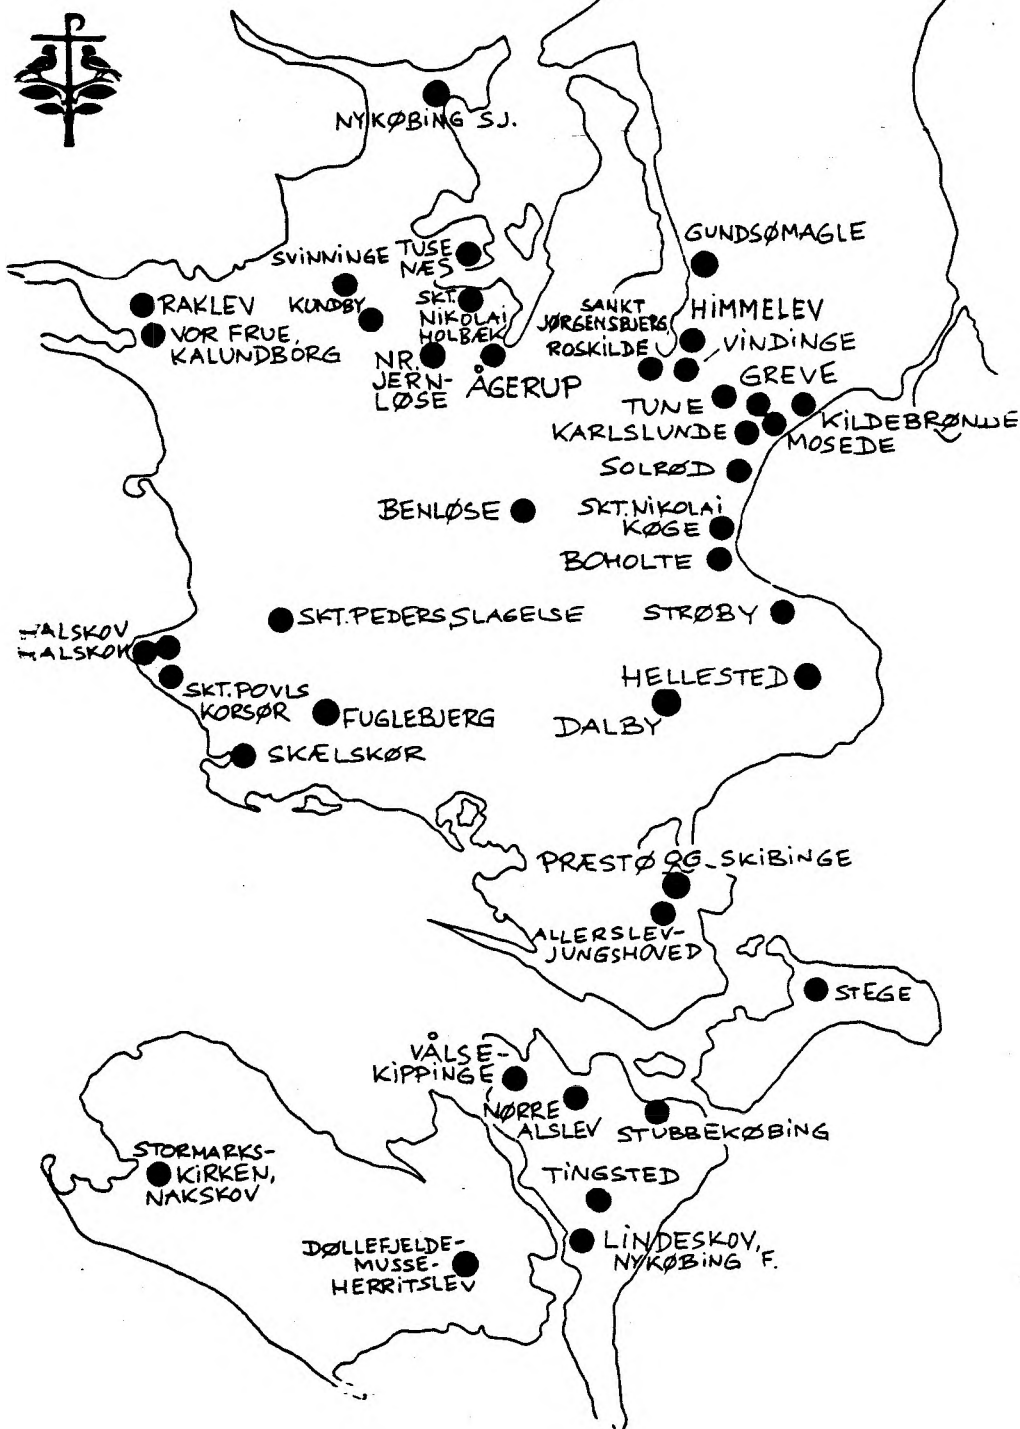 NYKØBING SJ.
GUNDSØMAGLE
SVINNINGE
TUSE
NÆS
RAKLEV
KUNDBY
SKT.
NIKOLAI
HOLBÆK
SANKT
JØRGENSBJERG,
ROSKILDE
HIMMELEV
VOR FRUE,
KALUNDBORG
VINDINGE
NR.
JERN-
LØSE
ÅGERUP
GREVE
TUNE
KILDEBRØNDE
KARLSLUNDE
MOSEDE
SOLRØD
BENLØSE
SKT. NIKOLAI
KØGE
BOHOLTE
SKT. PEDERS, SLAGELSE
STRØBY
HALSKOV
HALSKOV
HELLESTED
SKT. POVLS
KORSØR
FUGLEBJERG
DALBY
SKÆLSKØR
PRÆSTØ OG-SKIBINGE
ALLERSLEV-
JUNGSHOVED
STEGE
VÅLSE-
KIPPINGE
NØRRE
ALSLEV
STUBBEKØBING
STORMARKS-
KIRKEN,
NAKSKOV
TINGSTED
DØLLEFJELDE-
MUSSE-
HERRITSLEV
LINDESKOV,
NYKØBING F.